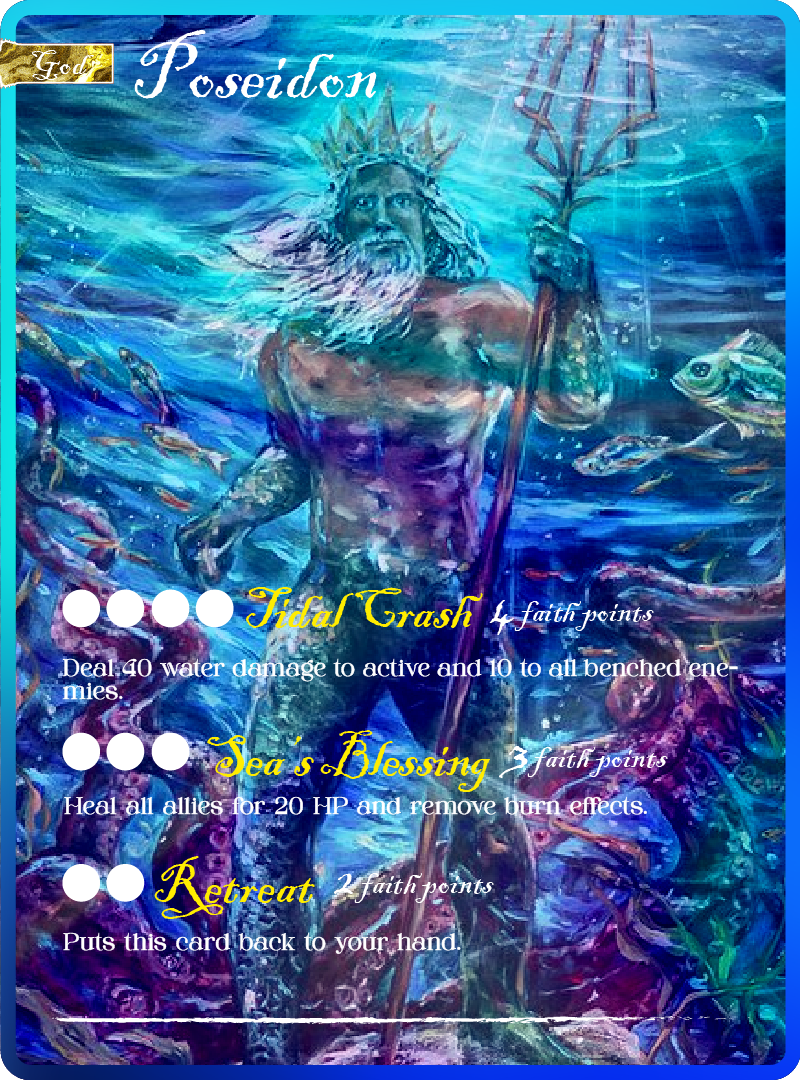 Gods
Poseidon
Tidal Crash 4 faith points
Deal 40 water damage to active and 10 to all benched ene-
mies.
Sea's Blessing 3 faith points
Heal all allies for 20 HP and remove burn effects.
Retreat 2 faith points
Puts this card back to your hand.